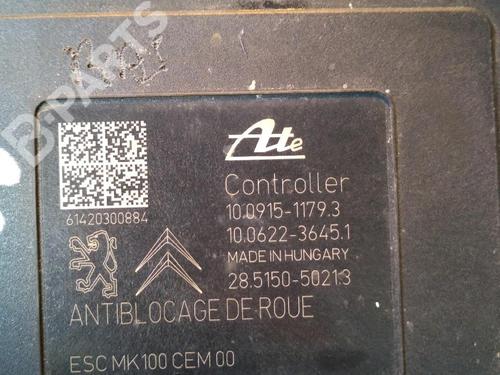 B-PARTS
Ate
Controller
10.0915-1179.3
10.0622-3645.1
MADE IN HUNGARY
28.5150-5021.3
61420300884
ANTIBLOCAGE DE ROUE
ESC MK100 CEM 00